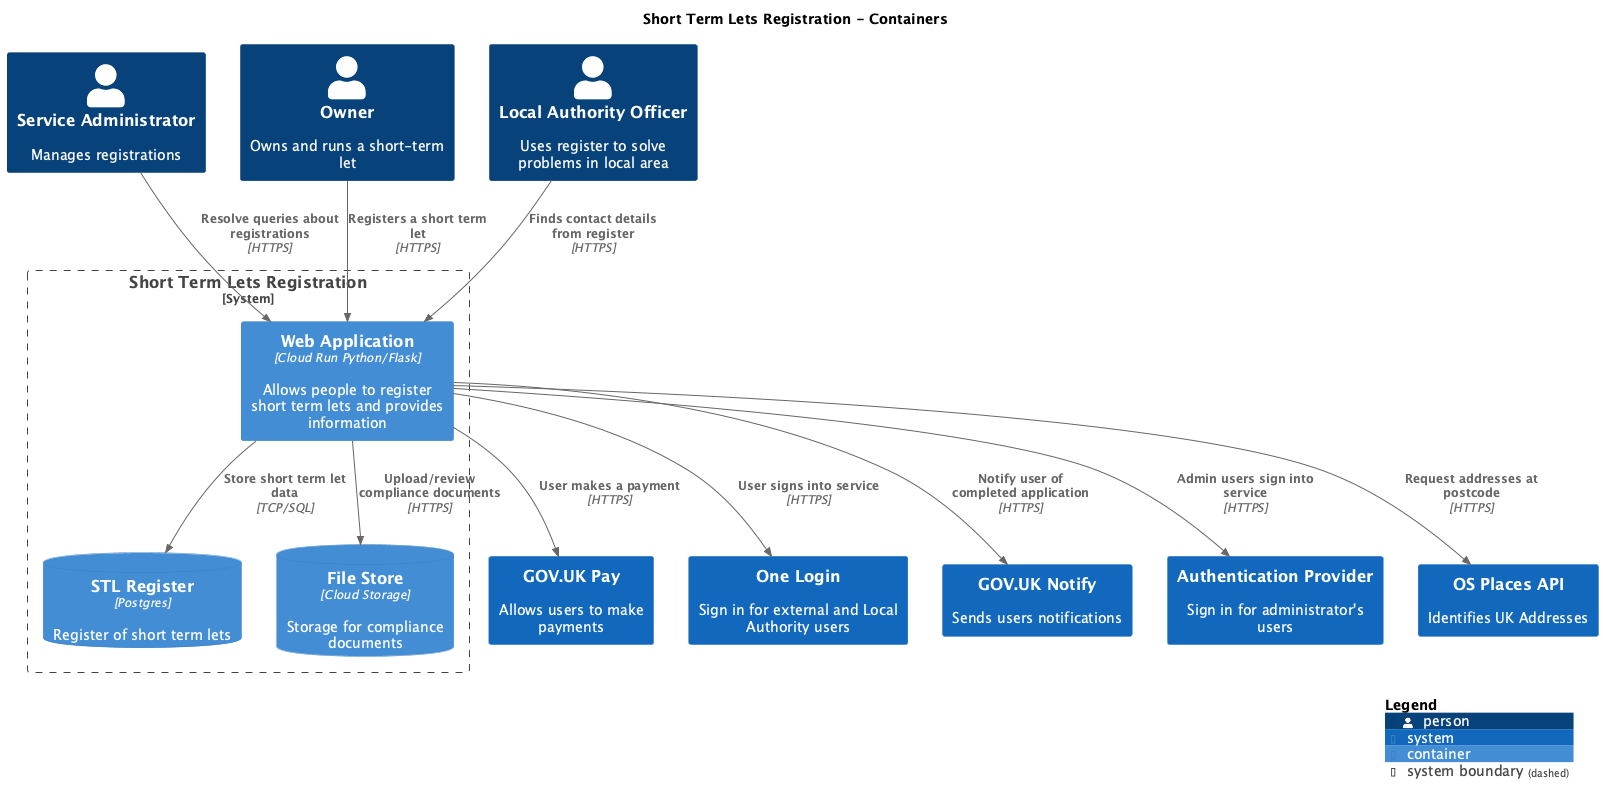 Short Term Lets Registration - Containers
Service Administrator
Manages registrations
Owner
Owns and runs a short-term
let
Local Authority Officer
Uses register to solve
problems in local area
Resolve queries about
registrations
[HTTPS]
Registers a short term
let
[HTTPS]
Finds contact details
from register
[HTTPS]
Short Term Lets Registration
[System]
Web Application
[Cloud Run Python/Flask]
Allows people to register
short term lets and provides
information
Store short term let
data
[TCP/SQL]
Upload/review
compliance documents
[HTTPS]
User makes a payment
[HTTPS]
User signs into service
[HTTPS]
Notify user of
completed application
[HTTPS]
Admin users sign into
service
[HTTPS]
Request addresses at
postcode
[HTTPS]
STL Register
[Postgres]
Register of short term lets
File Store
[Cloud Storage]
Storage for compliance
documents
GOV.UK Pay
Allows users to make
payments
One Login
Sign in for external and Local
Authority users
GOV.UK Notify
Sends users notifications
Authentication Provider
Sign in for administrator's
users
OS Places API
Identifies UK Addresses
Legend
person
system
container
system boundary (dashed)